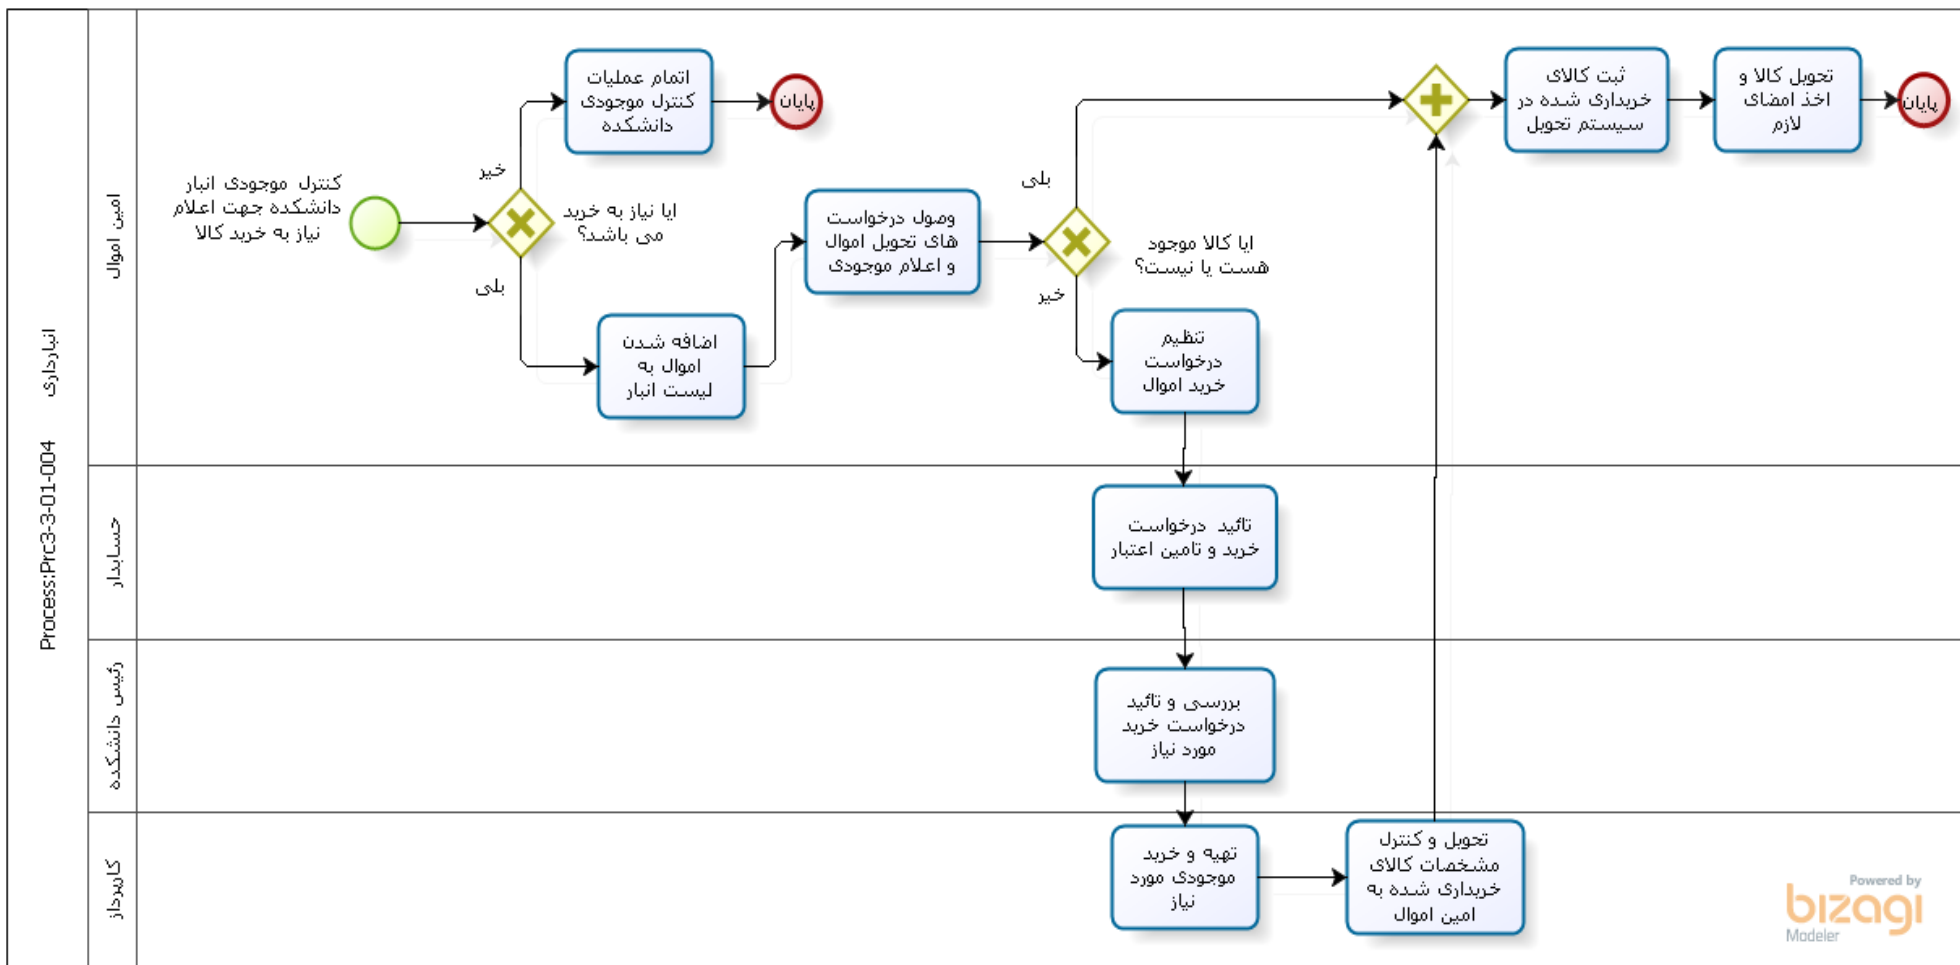 انبارداری
Process:Prc3-3-01-004
امین اموال
حسابدار
رئیس دانشکده
کارپرداز
کنترل موجودی انبار
دانشکده جهت اعلام
نیاز به خرید کالا
ایا نیاز به خرید
می باشد؟
خیر
بلی
اتمام عملیات
کنترل موجودی
دانشکده
پایان
اضافه شدن
اموال به
لیست انبار
وصول درخواست
های تحویل اموال
و اعلام موجودی
ایا کالا موجود
هست یا نیست؟
بلی
خیر
تنظیم
درخواست
خرید اموال
تائید درخواست
خرید و تامین اعتبار
بررسی و تائید
درخواست خرید
مورد نیاز
تهیه و خرید
موجودی مورد
نیاز
تحویل و کنترل
مشخصات کالای
خریداری شده به
امین اموال
ثبت کالای
خریداری شده در
سیستم تحویل
تحویل کالا و
اخذ امضای
لازم
پایان
Powered by
bizagi
Modeler